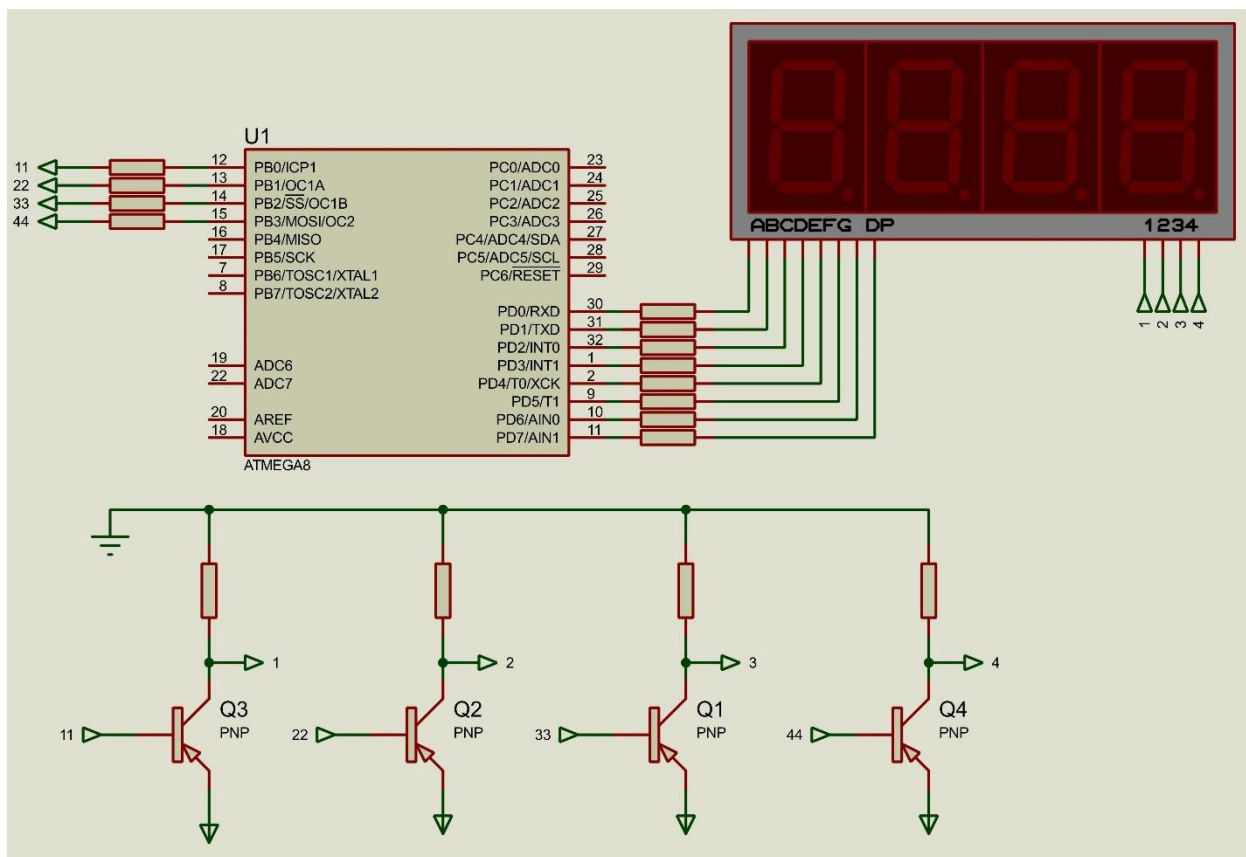 U1
11 12 PB0/ICP1 PC0/ADC0 23
22 13 PB1/OC1A PC1/ADC1 24
33 14 PB2/SS/OC1B PC2/ADC2 25
44 15 PB3/MOSI/OC2 PC3/ADC3 26
16 PB4/MISO PC4/ADC4/SDA 27
17 PB5/SCK PC5/ADC5/SCL 28
7 PB6/TOSC1/XTAL1 PC6/RESET 29
8 PB7/TOSC2/XTAL2
PD0/RXD 30
PD1/TXD 31
PD2/INT0 32
19 ADC6 PD3/INT1 1
22 ADC7 PD4/T0/XCK 2
PD5/T1 9
20 AREF PD6/AIN0 10
18 AVCC PD7/AIN1 11
ATMEGA8
ABCDEFG DP 1234
1 2 3 4
1 2 3 4
Q3 Q2 Q1 Q4
PNP PNP PNP PNP
11 22 33 44